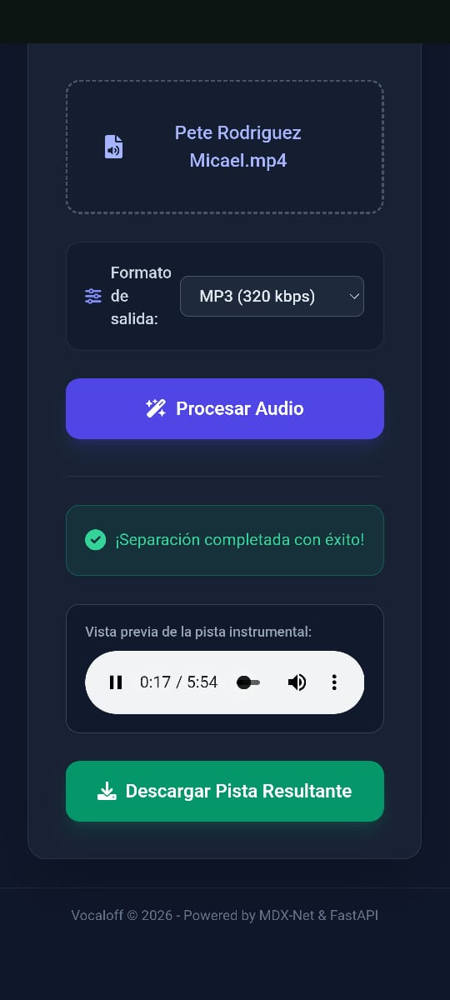 Pete Rodriguez
Micael.mp4
Formato
de
salida:
MP3 (320 kbps)
Procesar Audio
¡Separación completada con éxito!
Vista previa de la pista instrumental:
0:17 / 5:54
Descargar Pista Resultante
Vocaloff © 2026 - Powered by MDX-Net & FastAPI